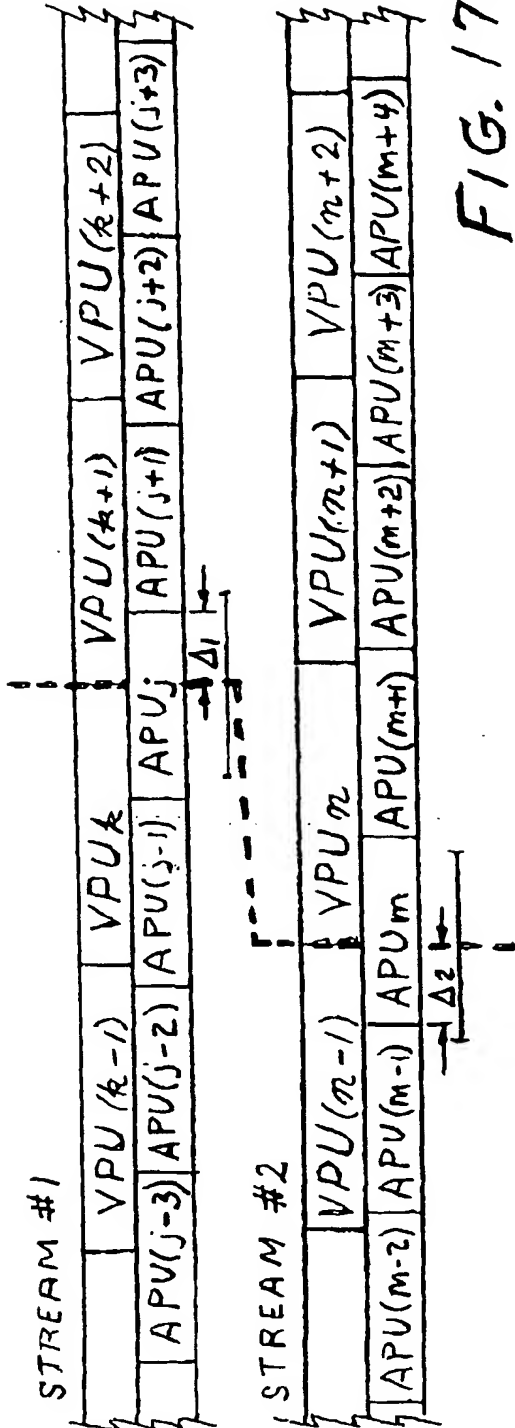 STREAM #1
VPU(k-1) VPUk VPU(k+1) VPU(k+2)
APU(j-3) APU(j-2) APU(j-1) APUj APU(j+1) APU(j+2) APU(j+3)
Δ1
STREAM #2
VPU(n-1) VPUn VPU(n+1) VPU(n+2)
APU(m-2) APU(m-1) APUm APU(m+1) APU(m+2) APU(m+3) APU(m+4)
Δ2
FIG. 17